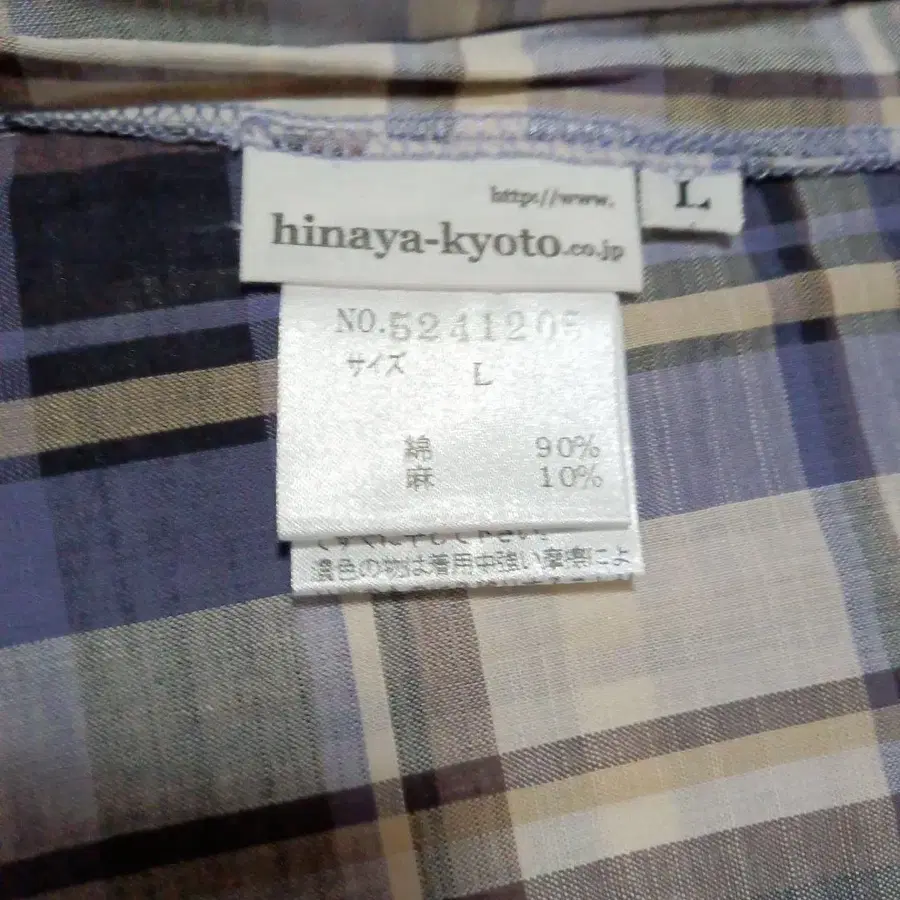 http://www.
hinaya-kyoto.co.jp
L
NO.5241209
サイズ L
綿 90%
麻 10%
濃色の物は着用中強い摩擦によ